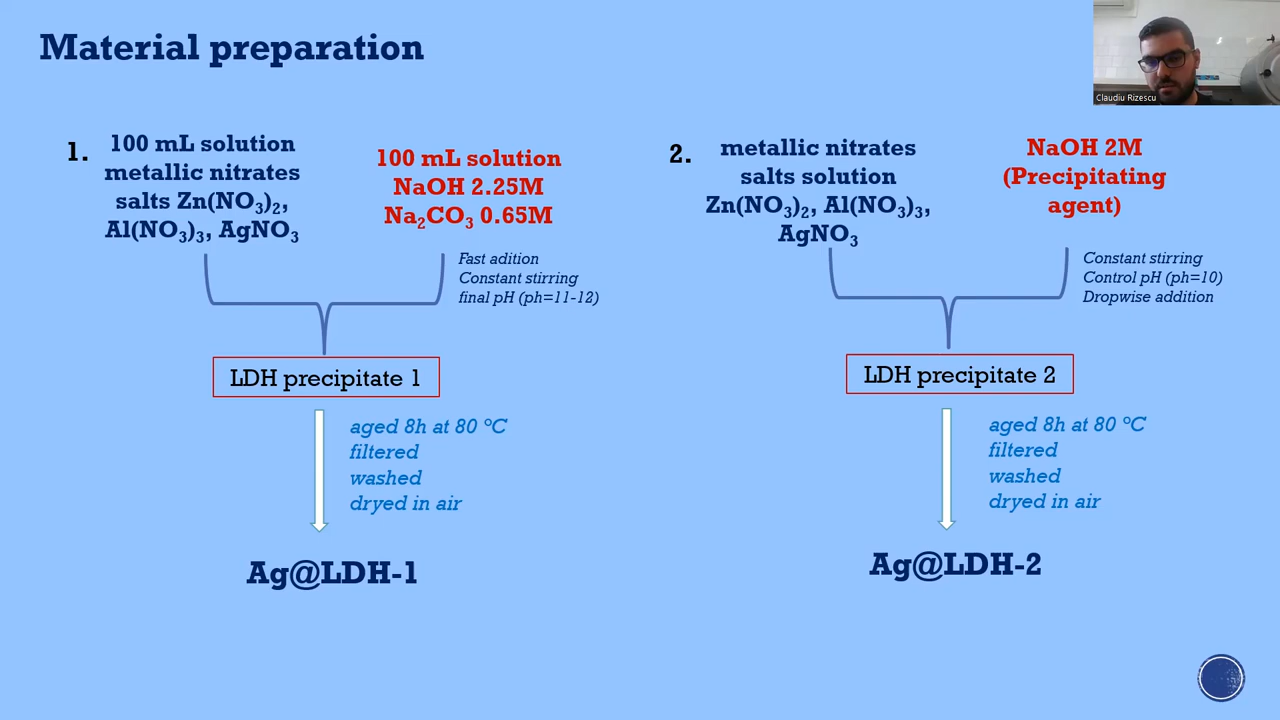 Material preparation
Claudiu Rizescu
1.
100 mL solution
metallic nitrates
salts Zn(NO₃)₂,
Al(NO₃)₃, AgNO₃
100 mL solution
NaOH 2.25M
Na₂CO₃ 0.65M
Fast adition
Constant stirring
final pH (ph=11-12)
LDH precipitate 1
aged 8h at 80 °C
filtered
washed
dryed in air
Ag@LDH-1
2.
metallic nitrates
salts solution
Zn(NO₃)₂, Al(NO₃)₃,
AgNO₃
NaOH 2M
(Precipitating
agent)
Constant stirring
Control pH (ph=10)
Dropwise addition
LDH precipitate 2
aged 8h at 80 °C
filtered
washed
dryed in air
Ag@LDH-2